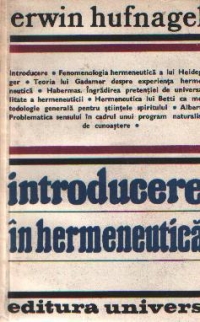 erwin hufnagel
introducere • Fenomenologia hermeneutică a lui Heideg
ger • Teoria lui Gadamer despre experiența herme
neutică • Habermas. Îngrădirea pretenției de universa
litate a hermeneuticii • Hermeneutica lui Betti ca me
todologie generală pentru științele spiritului • Albert
Problematica sensului în cadrul unui program naturalis
de cunoaștere •
introducere
în hermeneutică
editura univers